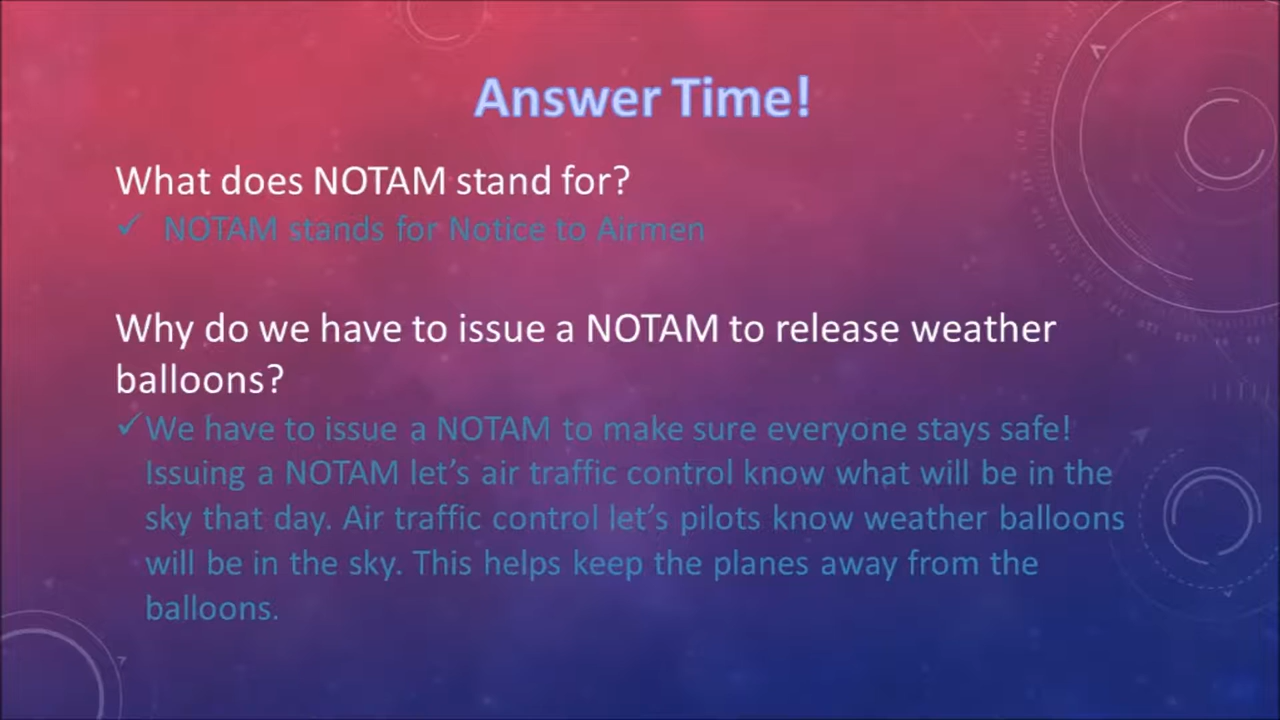 Answer Time!
What does NOTAM stand for?
✓ NOTAM stands for Notice to Airmen
Why do we have to issue a NOTAM to release weather
balloons?
✓We have to issue a NOTAM to make sure everyone stays safe!
Issuing a NOTAM let’s air traffic control know what will be in the
sky that day. Air traffic control let’s pilots know weather balloons
will be in the sky. This helps keep the planes away from the
balloons.